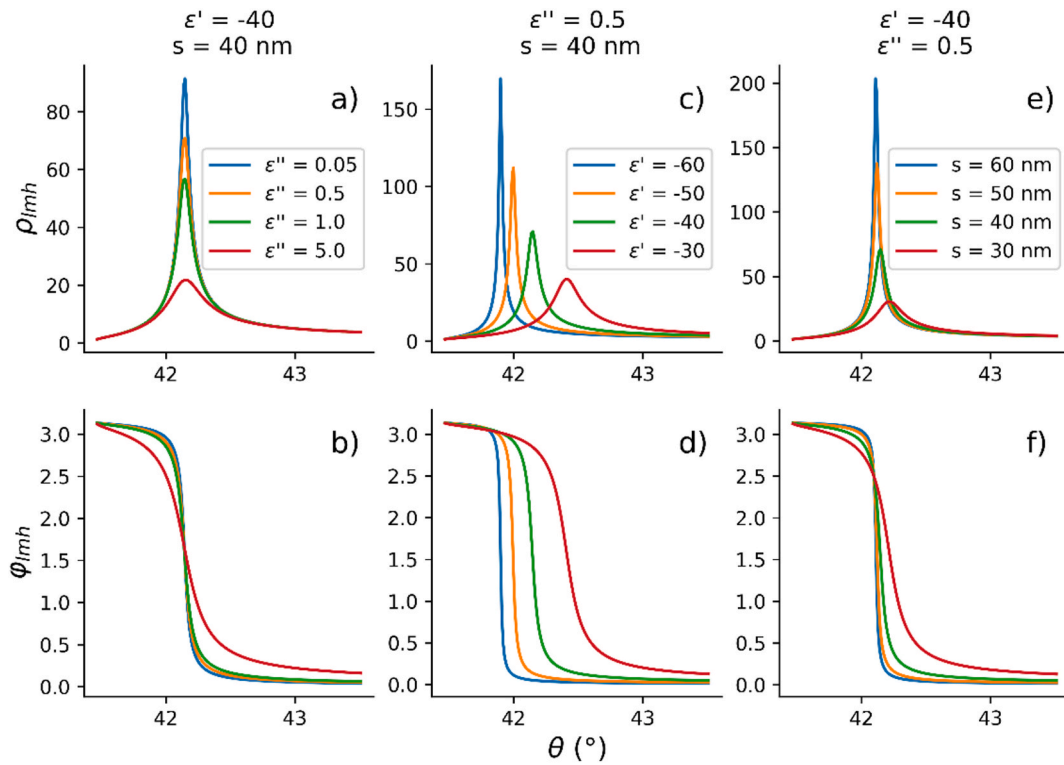 ε' = -40
s = 40 nm
ε'' = 0.5
s = 40 nm
ε' = -40
ε'' = 0.5
a)
c)
e)
ρlmh
80
60
40
20
0
ε'' = 0.05
ε'' = 0.5
ε'' = 1.0
ε'' = 5.0
42
43
150
100
50
0
ε' = -60
ε' = -50
ε' = -40
ε' = -30
42
43
200
150
100
50
0
s = 60 nm
s = 50 nm
s = 40 nm
s = 30 nm
42
43
b)
d)
f)
φlmh
3.0
2.5
2.0
1.5
1.0
0.5
0.0
42
43
3.0
2.5
2.0
1.5
1.0
0.5
0.0
42
43
3.0
2.5
2.0
1.5
1.0
0.5
0.0
42
43
θ (°)